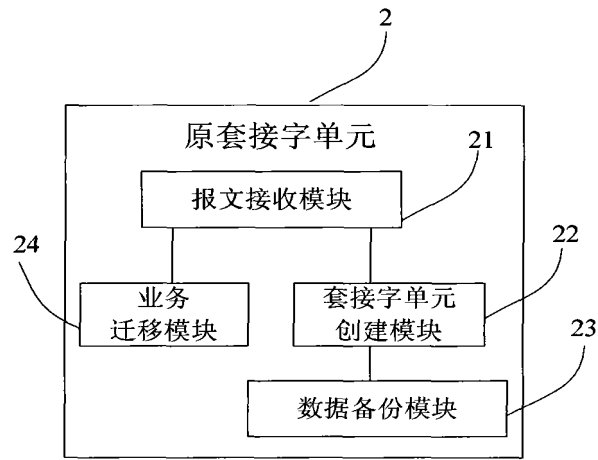 2
原套接字单元
21
报文接收模块
24
22
业务
迁移模块
套接字单元
创建模块
23
数据备份模块